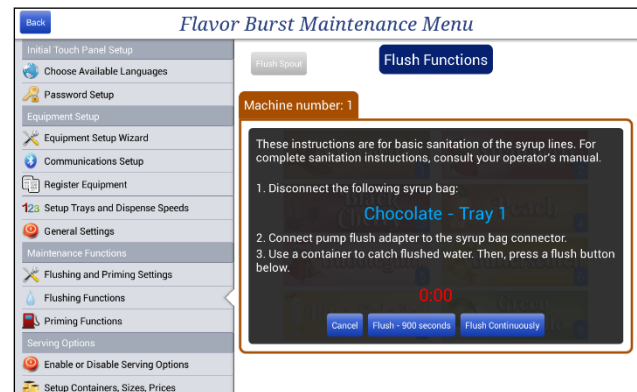 Back
Flavor Burst Maintenance Menu
Initial Touch Panel Setup
Choose Available Languages
Password Setup
Equipment Setup
Equipment Setup Wizard
Communications Setup
Register Equipment
123 Setup Trays and Dispense Speeds
General Settings
Maintenance Functions
Flushing and Priming Settings
Flushing Functions
Priming Functions
Serving Options
Enable or Disable Serving Options
Setup Containers, Sizes, Prices
Flush Spout
Flush Functions
Machine number: 1
These instructions are for basic sanitation of the syrup lines. For
complete sanitation instructions, consult your operator's manual.
1. Disconnect the following syrup bag:
Chocolate - Tray 1
2. Connect pump flush adapter to the syrup bag connector.
3. Use a container to catch flushed water. Then, press a flush button
below.
0:00
Cancel
Flush - 900 seconds
Flush Continuously